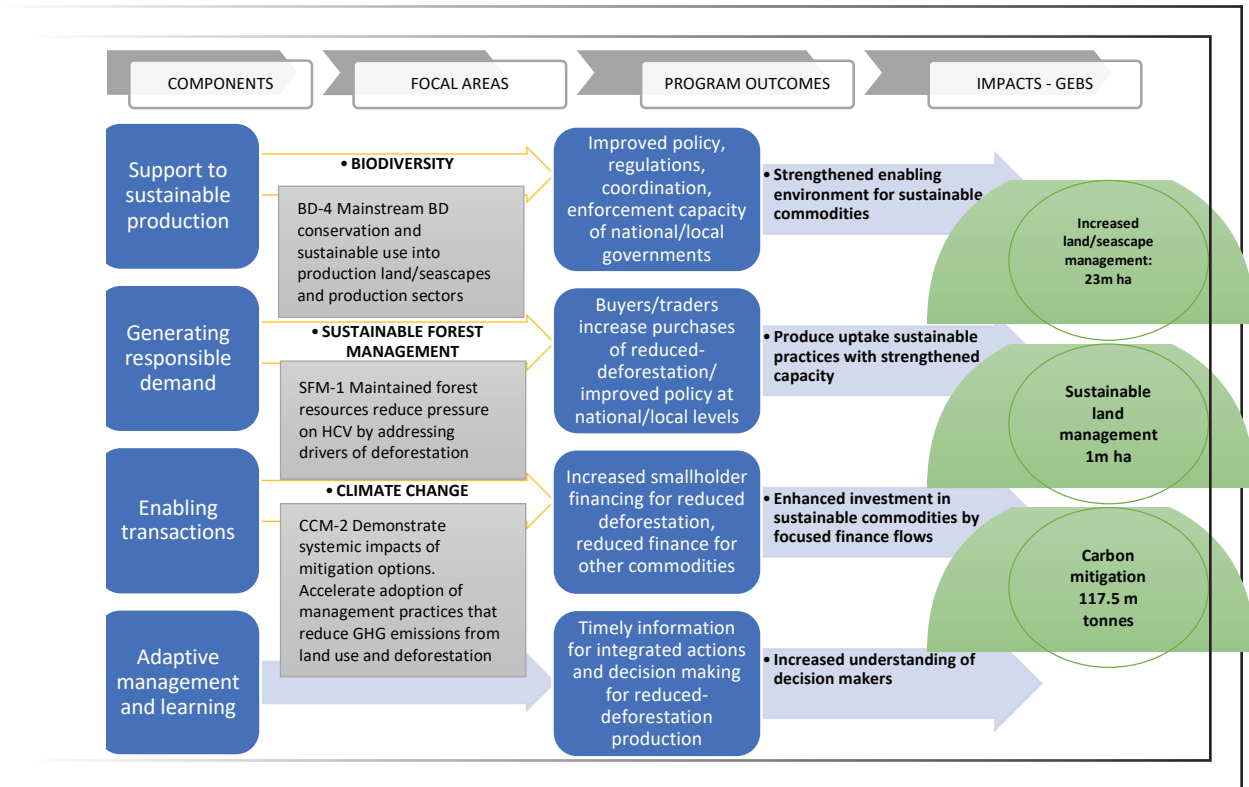 COMPONENTS
FOCAL AREAS
PROGRAM OUTCOMES
IMPACTS - GEBS
Support to
sustainable
production
• BIODIVERSITY
BD-4 Mainstream BD
conservation and
sustainable use into
production land/seascapes
and production sectors
Improved policy,
regulations,
coordination,
enforcement capacity
of national/local
governments
• Strengthened enabling
environment for sustainable
commodities
Increased
land/seascape
management:
23m ha
Generating
responsible
demand
• SUSTAINABLE FOREST
MANAGEMENT
SFM-1 Maintained forest
resources reduce pressure
on HCV by addressing
drivers of deforestation
Buyers/traders
increase purchases
of reduced-
deforestation/
improved policy at
national/local levels
• Produce uptake sustainable
practices with strengthened
capacity
Sustainable
land
management
1m ha
Enabling
transactions
• CLIMATE CHANGE
CCM-2 Demonstrate
systemic impacts of
mitigation options.
Accelerate adoption of
management practices that
reduce GHG emissions from
land use and deforestation
Increased smallholder
financing for reduced
deforestation,
reduced finance for
other commodities
• Enhanced investment in
sustainable commodities by
focused finance flows
Carbon
mitigation
117.5 m
tonnes
Adaptive
management
and learning
Timely information
for integrated actions
and decision making
for reduced-
deforestation
production
• Increased understanding of
decision makers